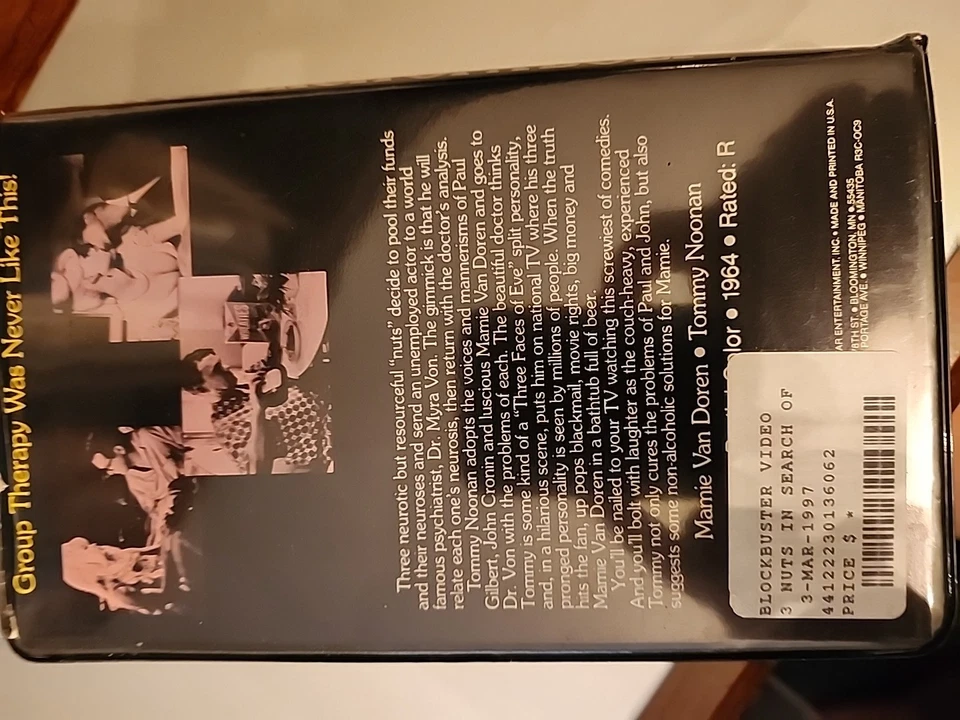 Group Therapy Was Never Like This!
Three neurotic but resourceful "nuts" decide to pool their funds
and their neuroses and send an unemployed actor to a world
famous psychiatrist, Dr. Myra Von. The gimmick is that he will
relate each one's neurosis, then return with the doctor's analysis.
Tommy Noonan adopts the voices and mannerisms of Paul
Gilbert, John Cronin and luscious Mamie Van Doren and goes to
Dr. Von with the problems of each. The beautiful doctor thinks
Tommy is some kind of a "Three Faces of Eve" split personality,
and, in a hilarious scene, puts him on national TV where his three
pronged personality is seen by millions of people. When the truth
hits the fan, up pops blackmail, movie rights, big money and
Mamie Van Doren in a bathtub full of beer.
You'll be nailed to your TV watching this screwiest of comedies.
And you'll bolt with laughter as the couch-heavy, experienced
Tommy not only cures the problems of Paul and John, but also
suggests some non-alcoholic solutions for Mamie.
Mamie Van Doren • Tommy Noonan
olor • 1964 • Rated: R
AR ENTERTAINMENT, INC. • MADE AND PRINTED IN U.S.A.
8TH ST. • BLOOMINGTON, MN • 55435
PORTAGE AVE. • WINNIPEG • MANITOBA R3C-OC9
BLOCKBUSTER VIDEO
3 NUTS IN SEARCH OF
3-MAR-1997
44122230136062
PRICE $ *